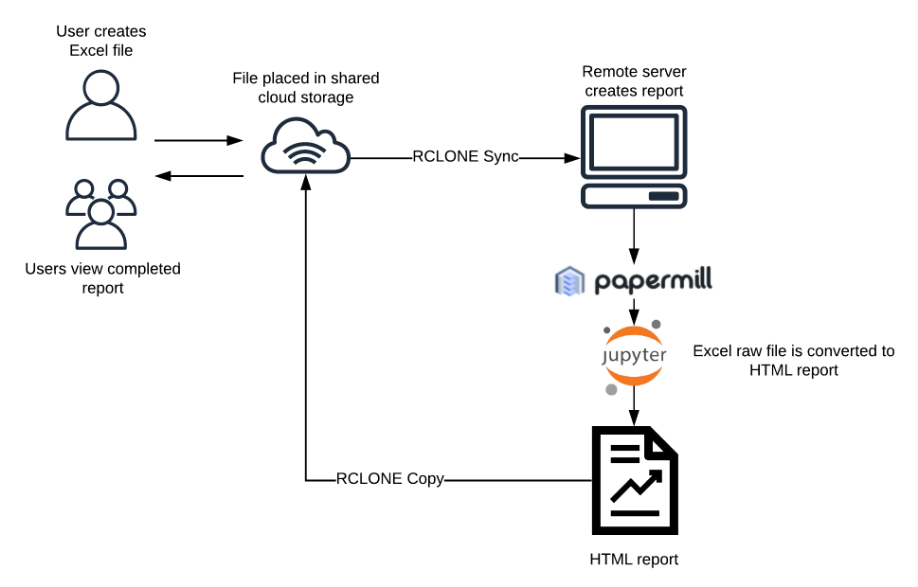 User creates
Excel file
File placed in shared
cloud storage
Remote server
creates report
RCLONE Sync
Users view completed
report
papermill
jupyter
Excel raw file is converted to
HTML report
RCLONE Copy
HTML report